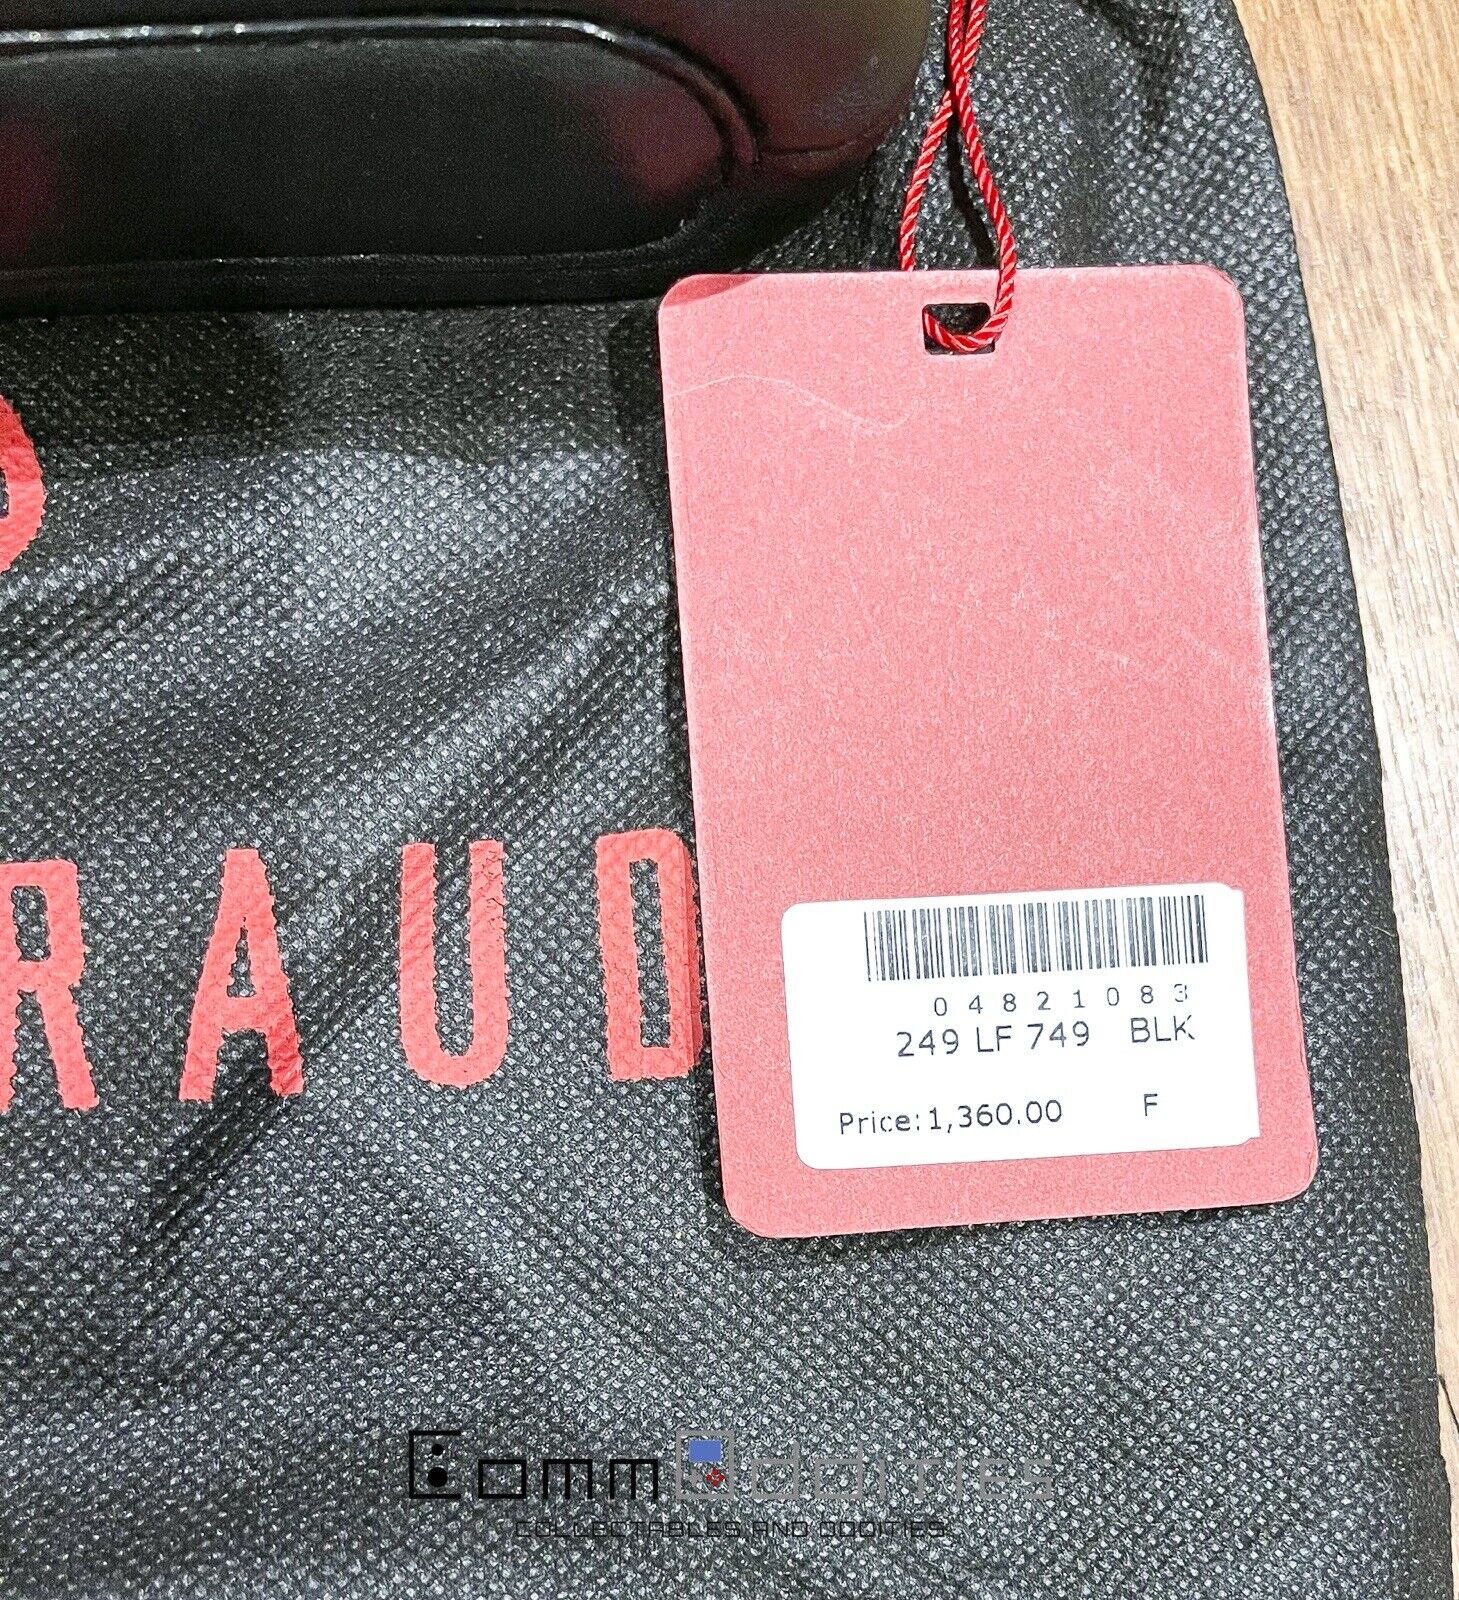 RAUD
04821083
249 LF 749 BLK
Price: 1,360.00 F
CommOddities
COLLECTABLES AND ODDITIES